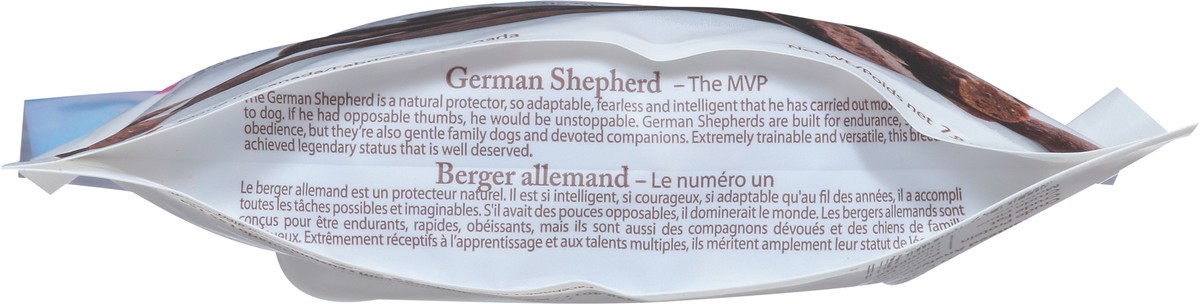 German Shepherd – The MVP
The German Shepherd is a natural protector, so adaptable, fearless and intelligent that he has carried out
to dog. If he had opposable thumbs, he would be unstoppable. German Shepherds are built for endurance,
obedience, but they're also gentle family dogs and devoted companions. Extremely trainable and versatile, this
achieved legendary status that is well deserved.
Berger allemand – Le numéro un
Le berger allemand est un protecteur naturel. Il est si intelligent, si courageux, si adaptable qu'au fil des années, il a accompli
toutes les tâches possibles et imaginables. S'il avait des pouces opposables, il dominerait le monde. Les bergers allemands sont
conçus pour être endurants, rapides, obéissants, mais ils sont aussi des compagnons dévoués et des chiens de
Extrêmement réceptifs à l'apprentissage et aux talents multiples, ils méritent amplement leur statut de
Net Wt./Poids net